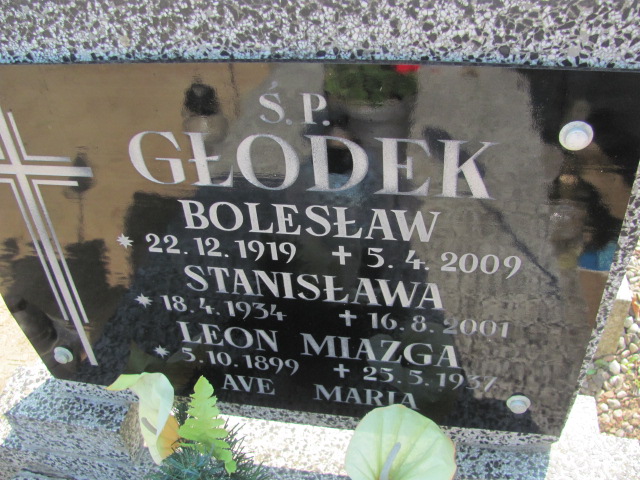 Ś. P.
GŁODEK
BOLESŁAW
* 22. 12. 1919 + 5. 4. 2009
STANISŁAWA
* 18. 4. 1934 + 16. 8. 2001
LEON MIAZGA
* 5. 10. 1899 + 25. 5. 1937
AVE MARIA